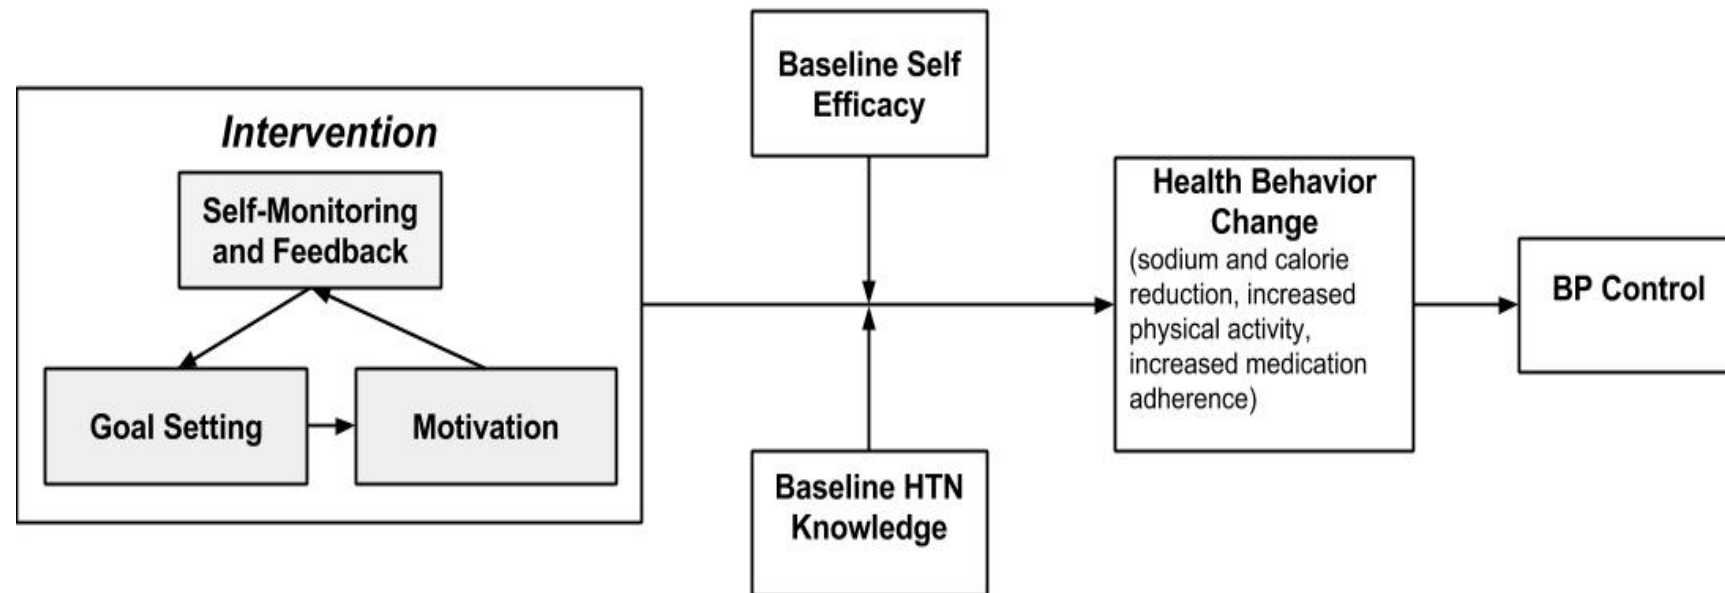 Intervention
Self-Monitoring
and Feedback
Goal Setting
Motivation
Baseline Self
Efficacy
Baseline HTN
Knowledge
Health Behavior
Change
(sodium and calorie
reduction, increased
physical activity,
increased medication
adherence)
BP Control